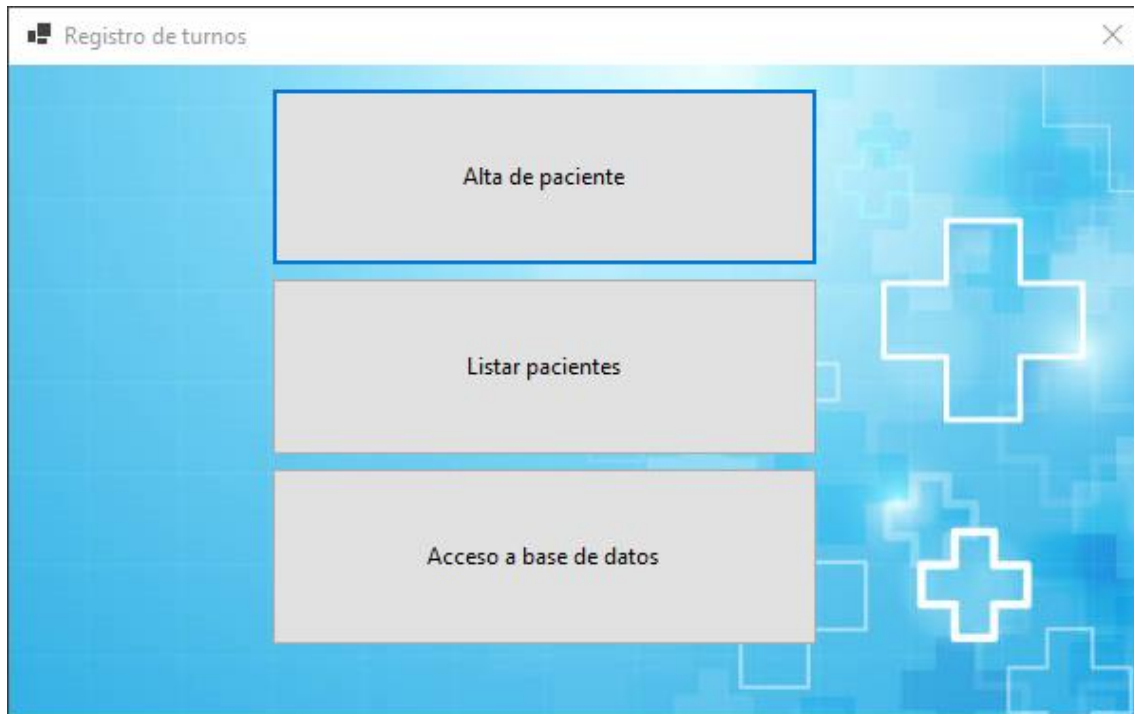 Registro de turnos
Alta de paciente
Listar pacientes
Acceso a base de datos